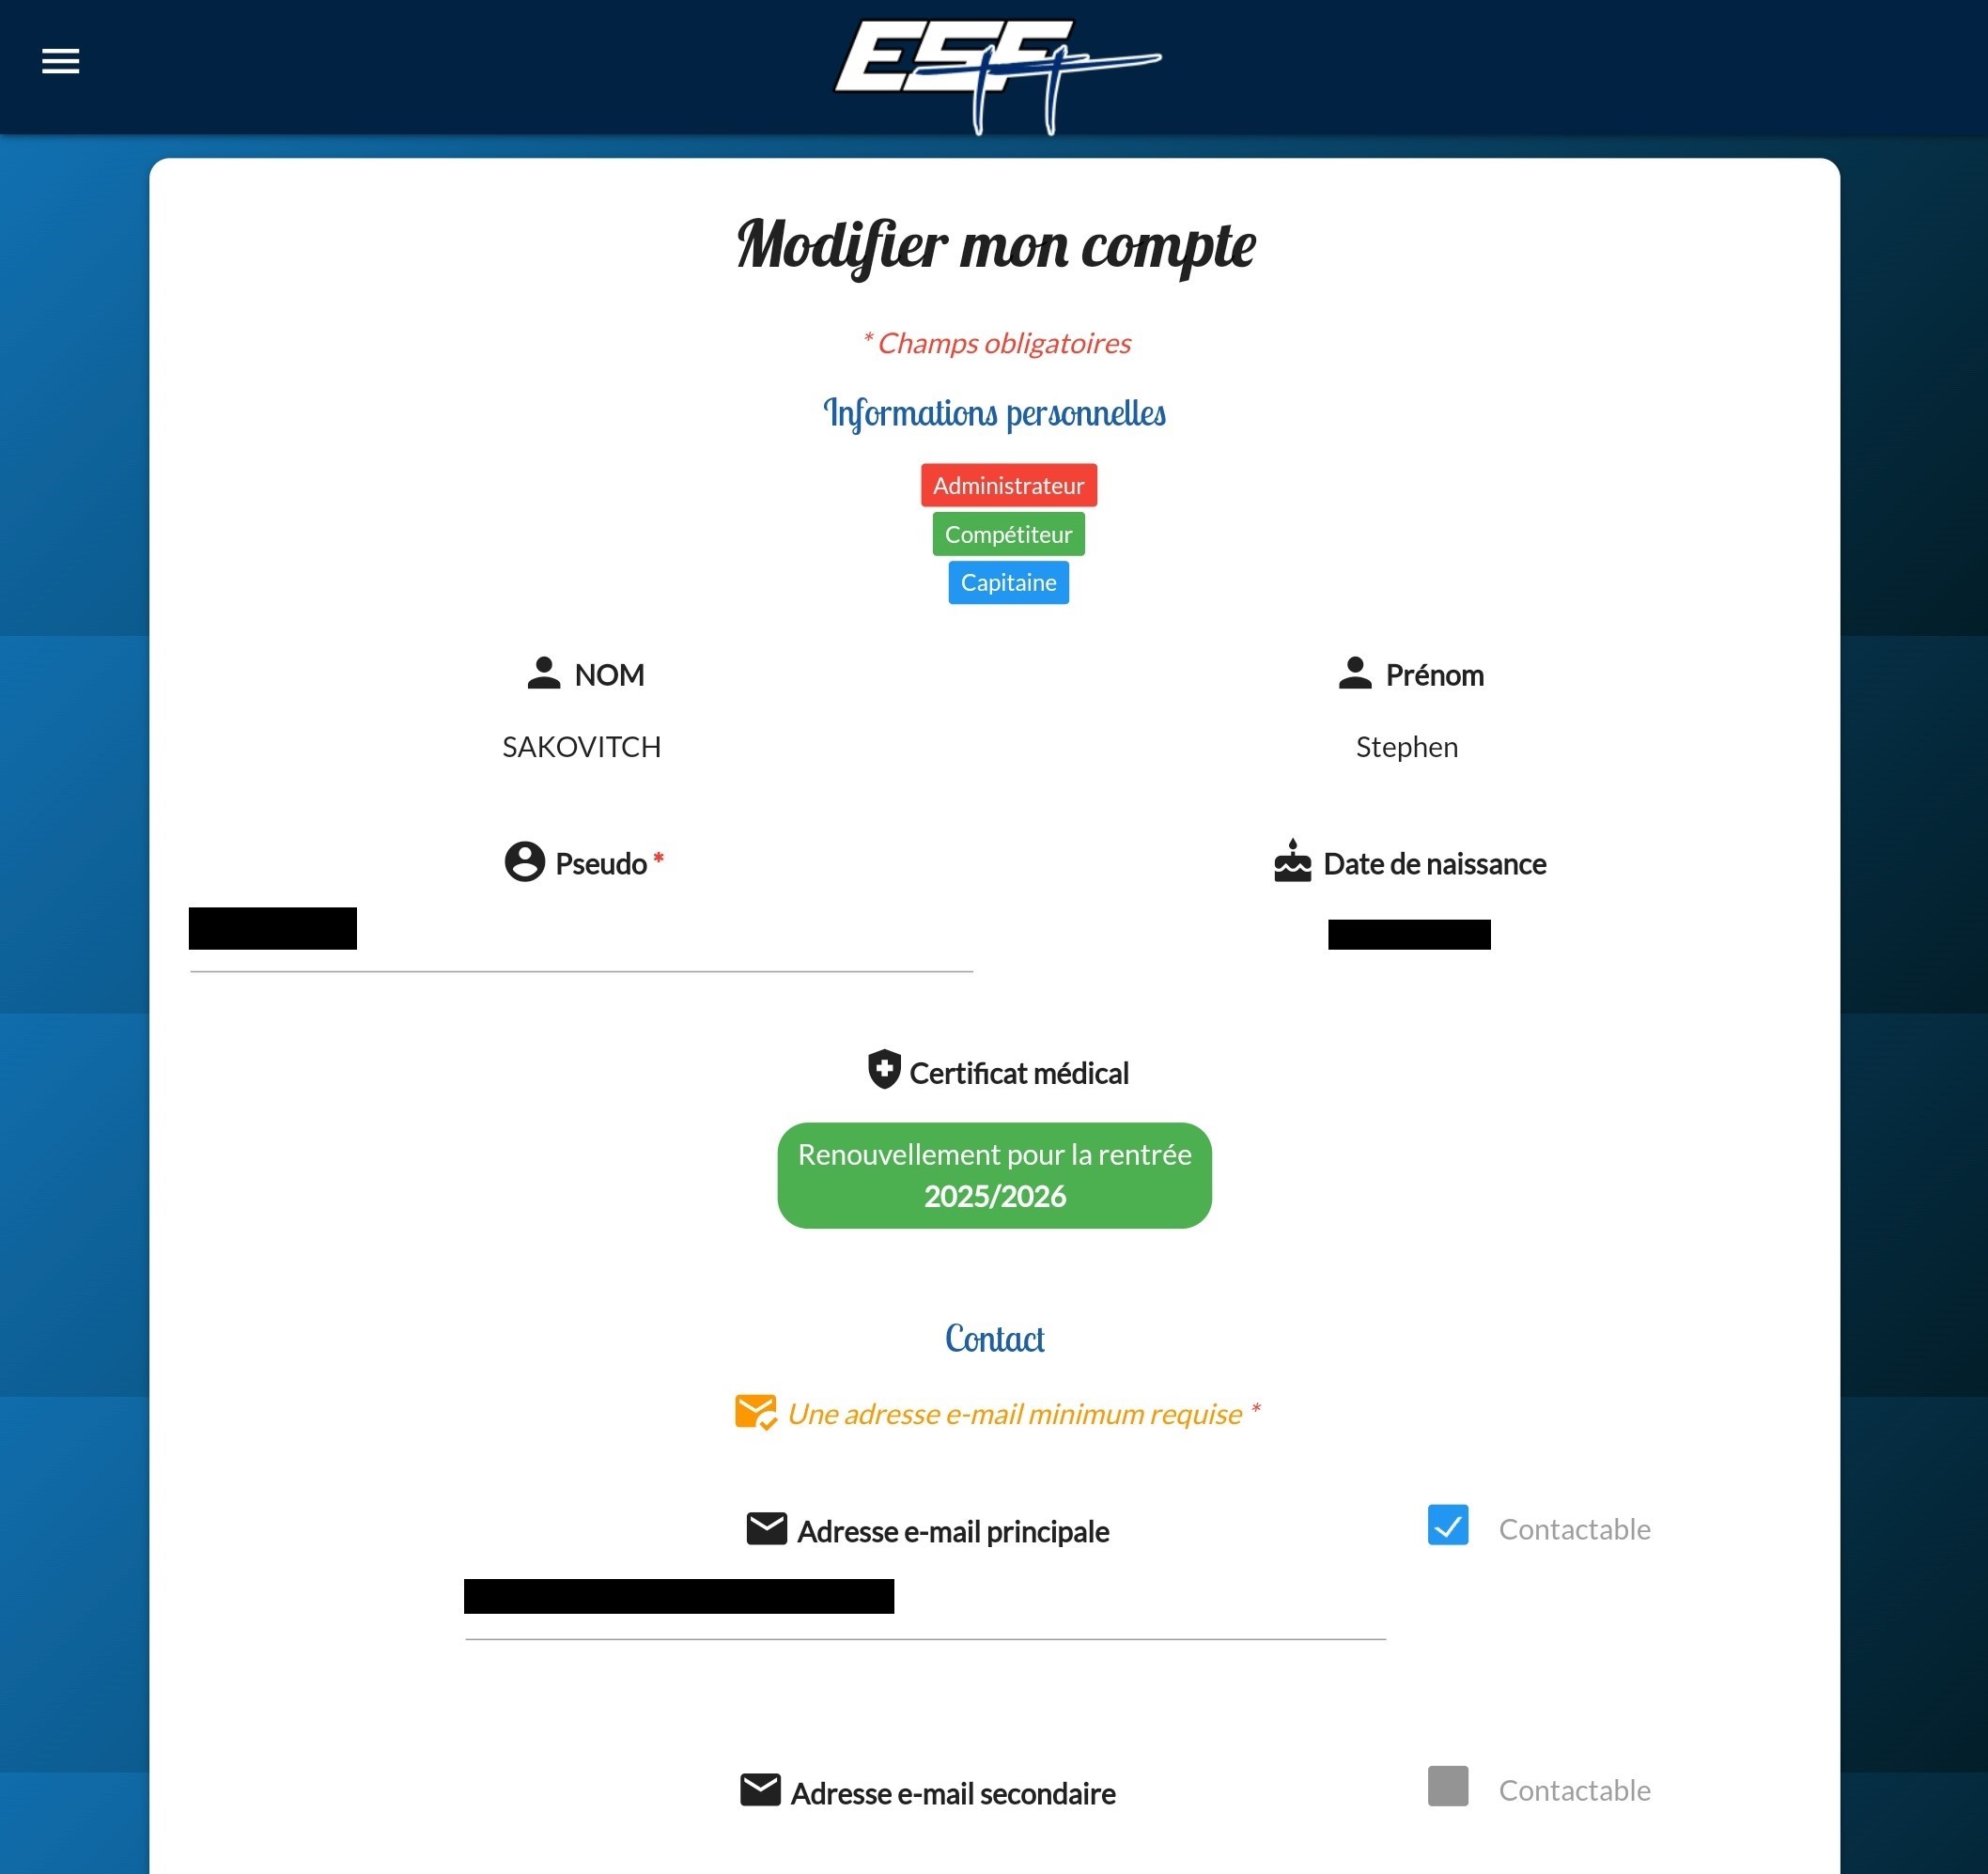 ESF tt
Modifier mon compte
* Champs obligatoires
Informations personnelles
Administrateur
Compétiteur
Capitaine
NOM
Prénom
SAKOVITCH
Stephen
Pseudo *
Date de naissance
Certificat médical
Renouvellement pour la rentrée
2025/2026
Contact
Une adresse e-mail minimum requise *
Adresse e-mail principale
Contactable
Adresse e-mail secondaire
Contactable